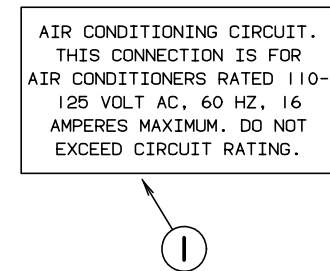 AIR CONDITIONING CIRCUIT.
THIS CONNECTION IS FOR
AIR CONDITIONERS RATED 110-
125 VOLT AC, 60 HZ, 16
AMPERES MAXIMUM. DO NOT
EXCEED CIRCUIT RATING.
1